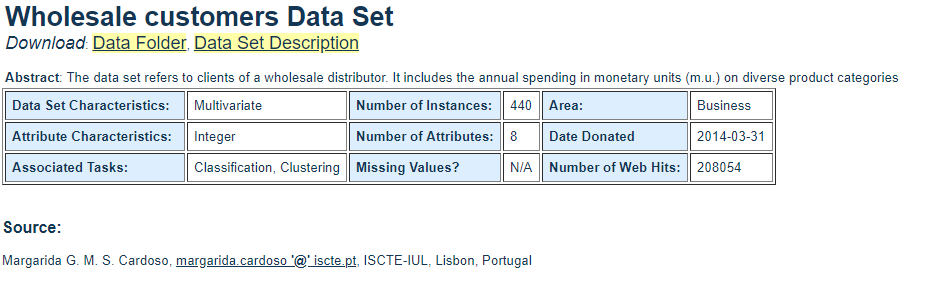 Wholesale customers Data Set
Download: Data Folder, Data Set Description
Abstract: The data set refers to clients of a wholesale distributor. It includes the annual spending in monetary units (m.u.) on diverse product categories
Data Set Characteristics: Multivariate Number of Instances: 440 Area: Business
Attribute Characteristics: Integer Number of Attributes: 8 Date Donated 2014-03-31
Associated Tasks: Classification, Clustering Missing Values? N/A Number of Web Hits: 208054
Source:
Margarida G. M. S. Cardoso, margarida.cardoso '@' iscte.pt, ISCTE-IUL, Lisbon, Portugal